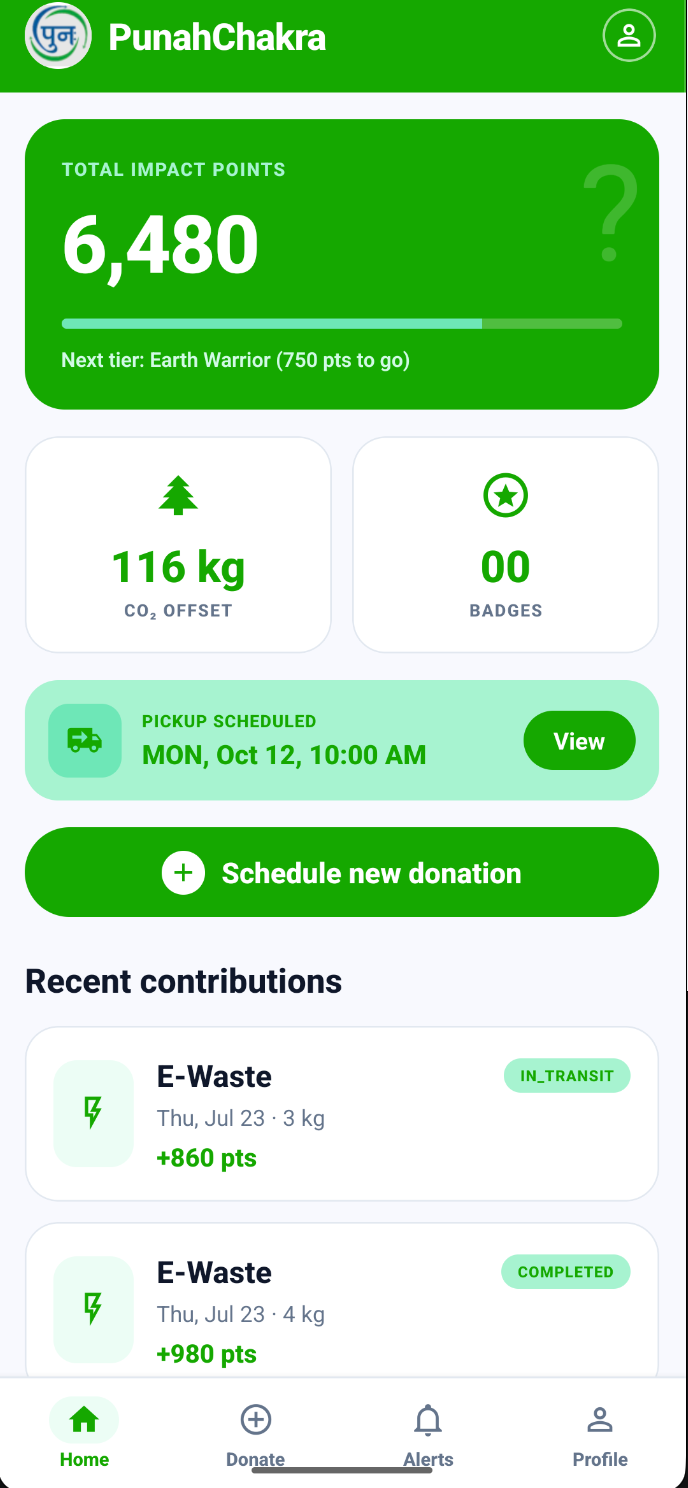 पुनः
PunahChakra
TOTAL IMPACT POINTS
?
6,480
Next tier: Earth Warrior (750 pts to go)
116 kg
CO₂ OFFSET
00
BADGES
PICKUP SCHEDULED
MON, Oct 12, 10:00 AM
View
Schedule new donation
Recent contributions
E-Waste
IN_TRANSIT
Thu, Jul 23 · 3 kg
+860 pts
E-Waste
COMPLETED
Thu, Jul 23 · 4 kg
+980 pts
Home
Donate
Alerts
Profile